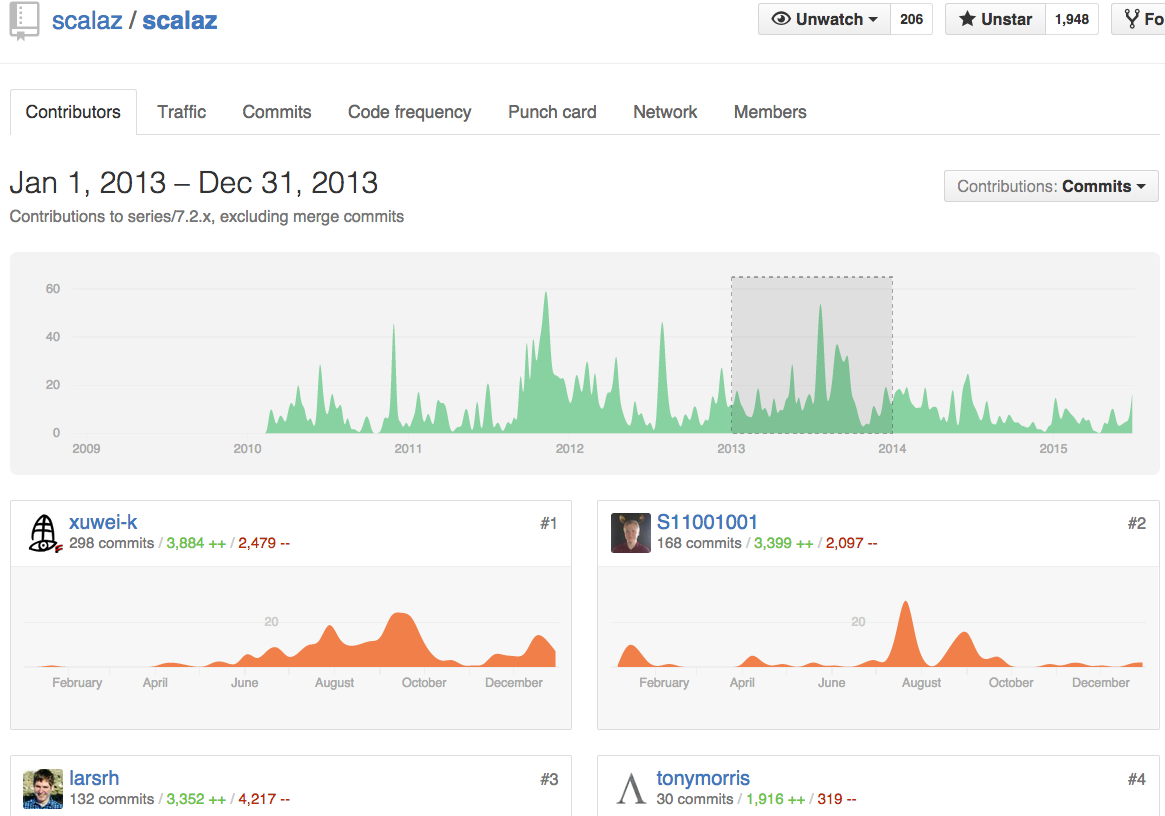 scalaz / scalaz
Unwatch 206 Unstar 1,948
Contributors Traffic Commits Code frequency Punch card Network Members
Jan 1, 2013 – Dec 31, 2013
Contributions: Commits
Contributions to series/7.2.x, excluding merge commits
60
40
20
0
2009 2010 2011 2012 2013 2014 2015
xuwei-k #1
298 commits / 3,884 ++ / 2,479 --
20
February April June August October December
S11001001 #2
168 commits / 3,399 ++ / 2,097 --
20
February April June August October December
larsrh #3
132 commits / 3,352 ++ / 4,217 --
tonymorris #4
30 commits / 1,916 ++ / 319 --